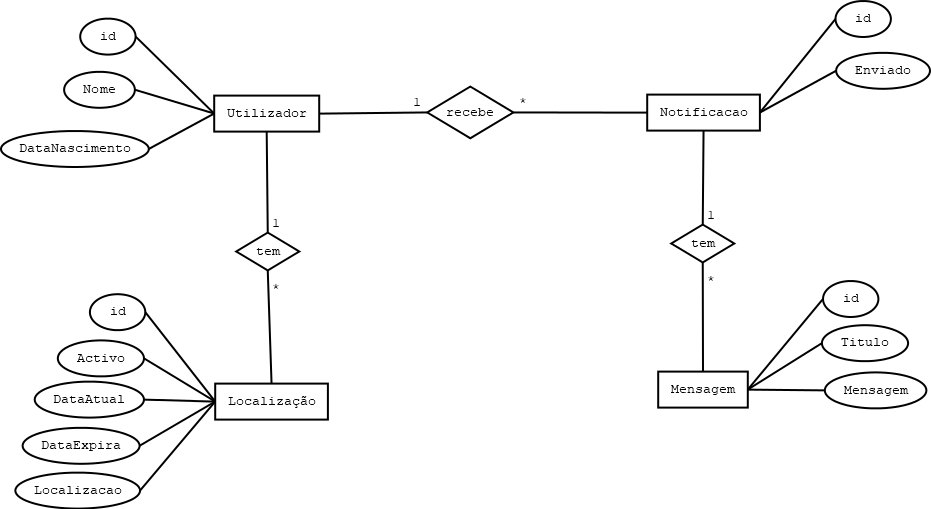 id
id
Nome
Enviado
1
*
Utilizador
recebe
Notificacao
DataNascimento
1
1
tem
tem
*
*
id
id
Activo
Titulo
DataAtual
Localização
Mensagem
Mensagem
DataExpira
Localizacao